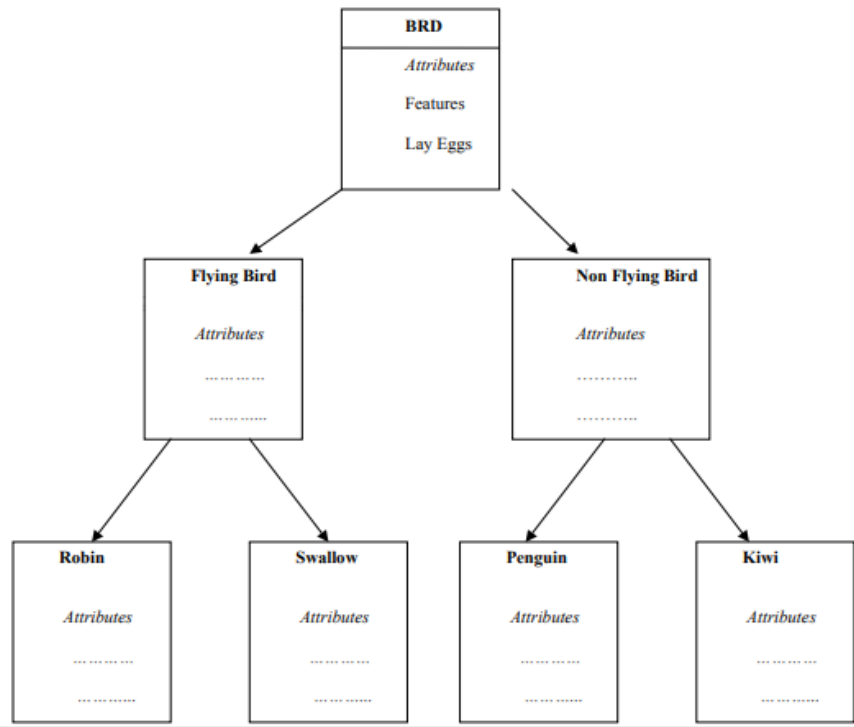 BRD
Attributes
Features
Lay Eggs
Flying Bird
Attributes
…………
………...
Non Flying Bird
Attributes
……….
……….
Robin
Attributes
…………
………...
Swallow
Attributes
…………
………...
Penguin
Attributes
…………
………...
Kiwi
Attributes
…………
………...